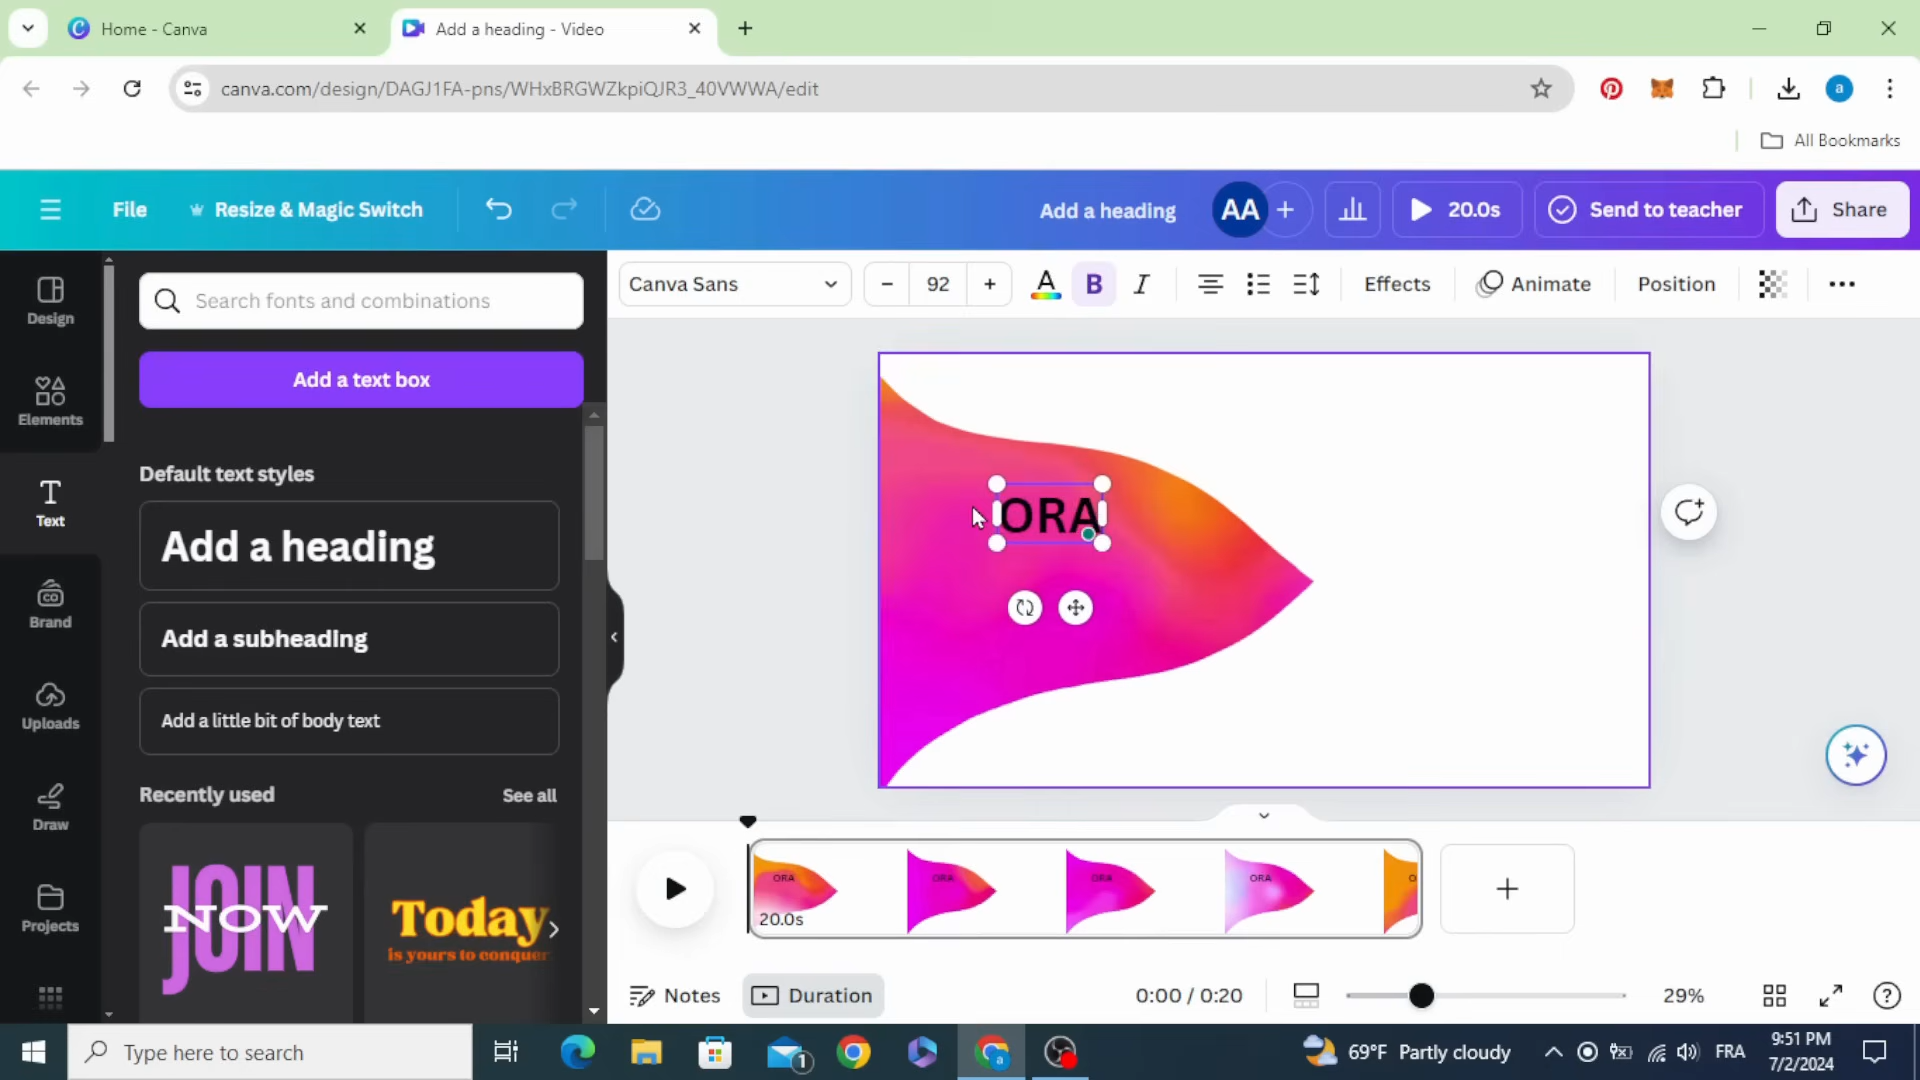 Home - Canva
Add a heading - Video
canva.com/design/DAGJ1FA-pns/WHxBRGWZkpiQJR3_40VWWA/edit
a
All Bookmarks
File
Resize & Magic Switch
Add a heading
AA
20.0s
Send to teacher
Share
Design
Elements
Text
Brand
Uploads
Draw
Projects
Search fonts and combinations
Add a text box
Default text styles
Add a heading
Add a subheading
Add a little bit of body text
Recently used
See all
JOIN
NOW
Today
is yours to conquer
Canva Sans
92
A
B
I
Effects
Animate
Position
ORA
ORA
ORA
ORA
ORA
O
20.0s
Notes
Duration
0:00 / 0:20
29%
Type here to search
1
a
69°F Partly cloudy
FRA
9:51 PM
7/2/2024